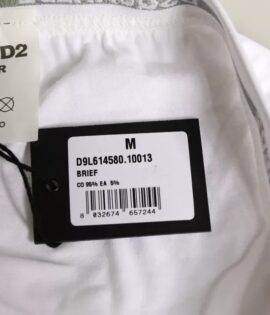 D2
R
O
M
D9L614580.10013
BRIEF
CO 95% EA 5%
8 032674 657244